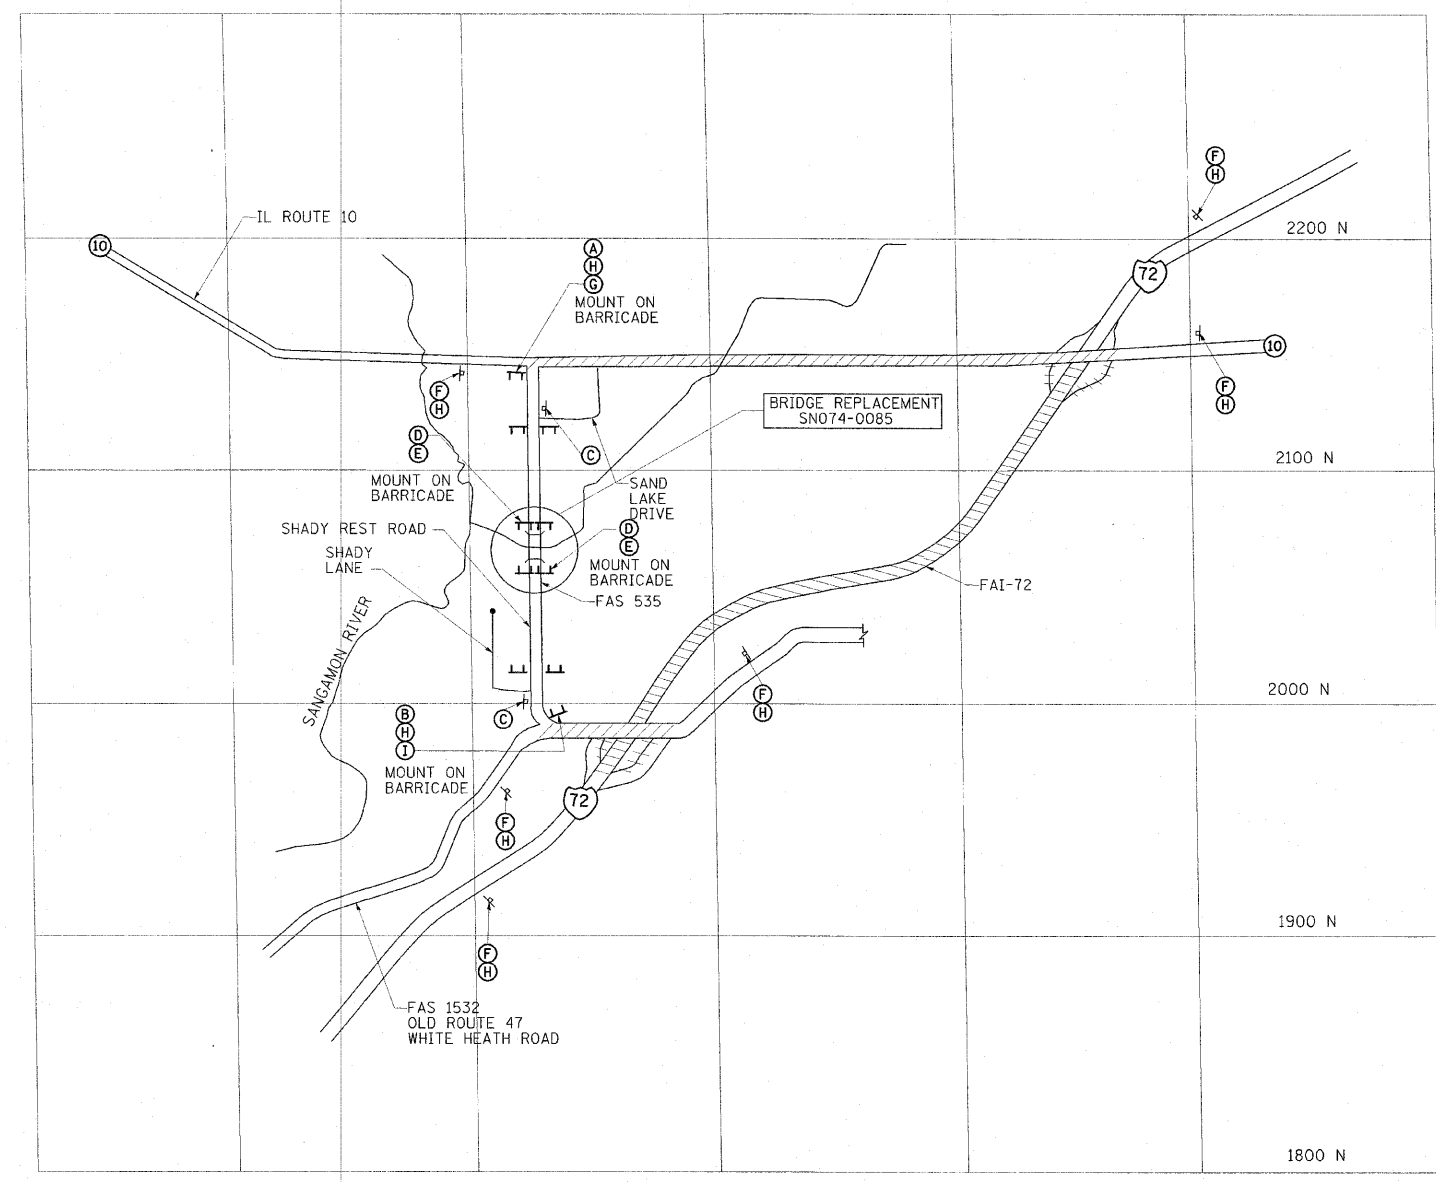 F
H
IL ROUTE 10
2200 N
10
A
H
G
MOUNT ON
BARRICADE
72
F
H
10
F
H
BRIDGE REPLACEMENT
SN074-0085
D
E
C
2100 N
MOUNT ON
BARRICADE
SAND
LAKE
DRIVE
SHADY REST ROAD
D
E
SHADY
LANE
MOUNT ON
BARRICADE
FAS 535
FAI-72
SANGAMON RIVER
F
H
2000 N
B
H
I
C
MOUNT ON
BARRICADE
72
F
H
1900 N
F
H
FAS 1532
OLD ROUTE 47
WHITE HEATH ROAD
1800 N